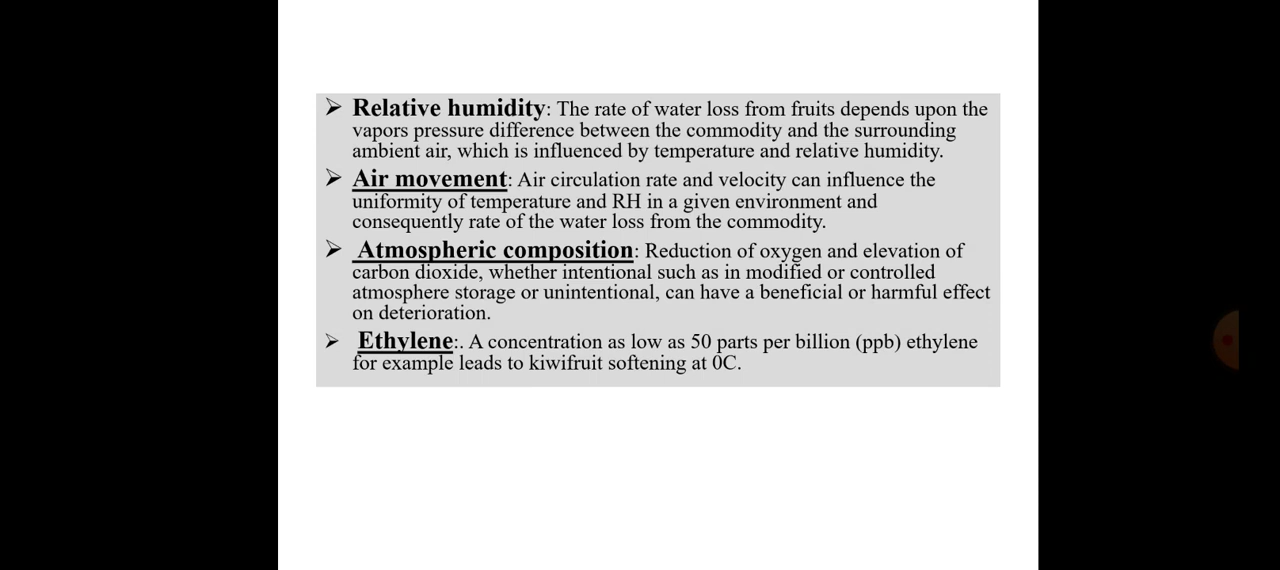 ➢ Relative humidity: The rate of water loss from fruits depends upon the
vapors pressure difference between the commodity and the surrounding
ambient air, which is influenced by temperature and relative humidity.
➢ Air movement: Air circulation rate and velocity can influence the
uniformity of temperature and RH in a given environment and
consequently rate of the water loss from the commodity.
➢ Atmospheric composition: Reduction of oxygen and elevation of
carbon dioxide, whether intentional such as in modified or controlled
atmosphere storage or unintentional, can have a beneficial or harmful effect
on deterioration.
➢ Ethylene:. A concentration as low as 50 parts per billion (ppb) ethylene
for example leads to kiwifruit softening at 0C.